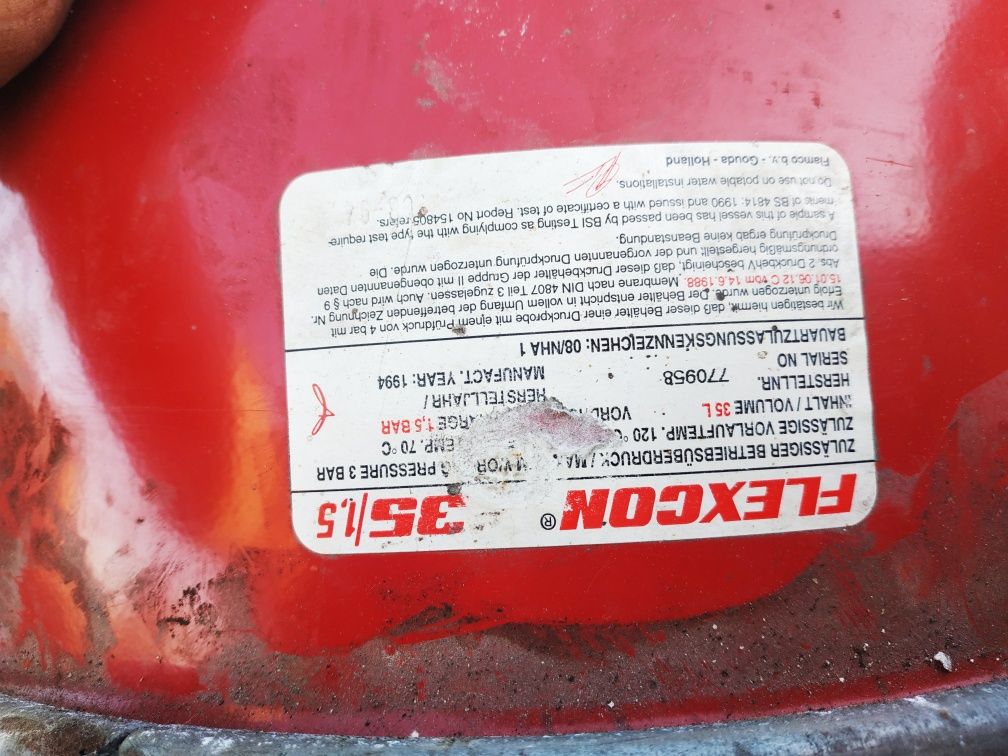 FLEXCON® 35/1,5
ZULÄSSIGER BETRIEBSÜBERDRUCK / MAX. WORKING PRESSURE 3 BAR
ZULÄSSIGE VORLAUFTEMP. 120 °C TEMP. 70 °C
INHALT / VOLUME 35 L 1,5 BAR
HERSTELLNR. HERSTELLJAHR /
SERIAL NO 770958 MANUFACT. YEAR: 1994
BAUARTZULASSUNGSKENNZEICHEN: 08/NHA 1
Wir bestätigen hiermit, daß dieser Behälter einer Druckprobe mit einem Prüfdruck von 4 bar mit
Erfolg unterzogen wurde. Der Behälter entspricht in vollem Umfang der betreffenden Zeichnung Nr.
15.01.06.12 C vom 14.6.1988. Membrane nach DIN 4807 Teil 3 zugelassen. Auch wird nach § 9
Abs. 2 DruckbehV bescheinigt, daß dieser Druckbehälter der Gruppe II mit obengenannten Daten
ordnungsmäßig hergestellt und der vorgenannten Druckprüfung unterzogen wurde. Die
Druckprüfung ergab keine Beanstandung.
A sample of this vessel has been passed by BSI Testing as complying with the type test require-
ments of BS 4814: 1990 and issued a certificate of test. Report No 154805 refers.
Do not use on potable water installations.
Flamco b.v. - Gouda - Holland